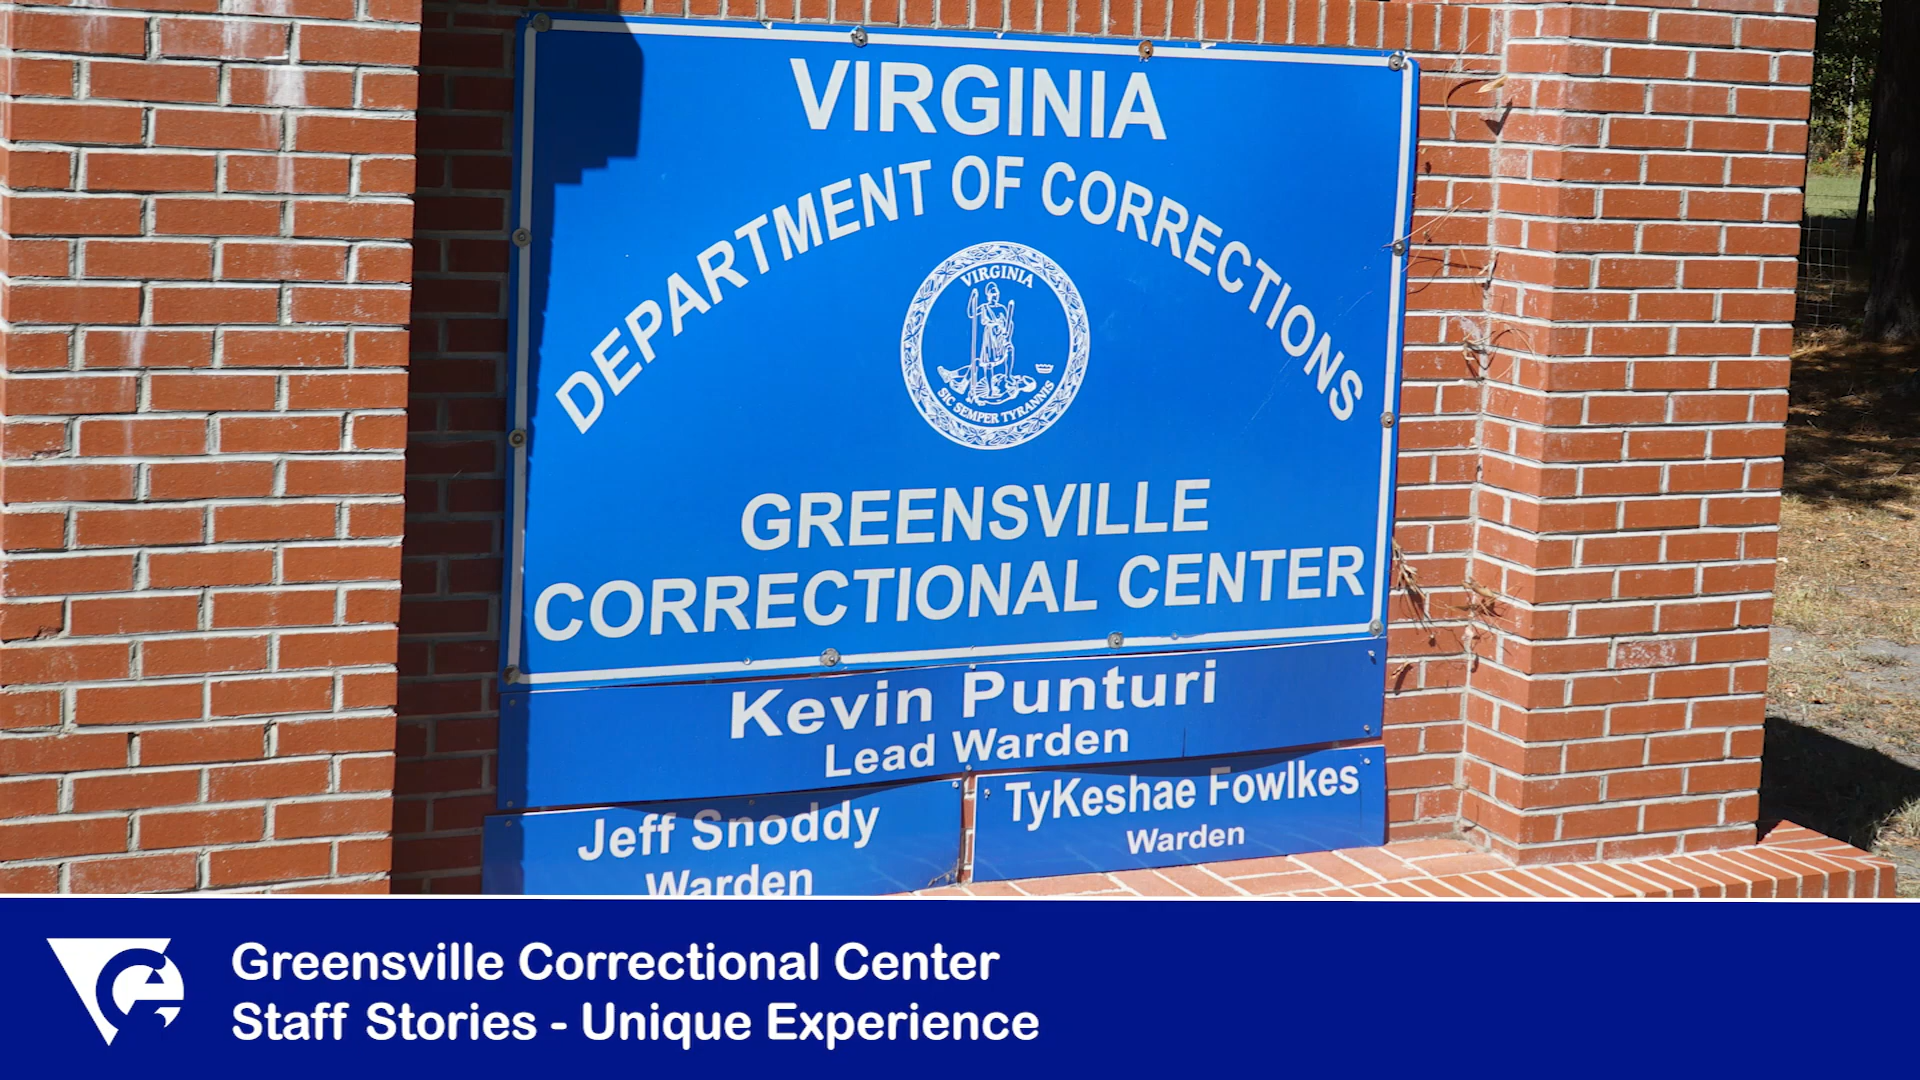 VIRGINIA
DEPARTMENT OF CORRECTIONS
VIRGINIA
SIC SEMPER TYRANNIS
GREENSVILLE
CORRECTIONAL CENTER
Kevin Punturi
Lead Warden
Jeff Snoddy
Warden
TyKeshae Fowlkes
Warden
Greensville Correctional Center
Staff Stories - Unique Experience